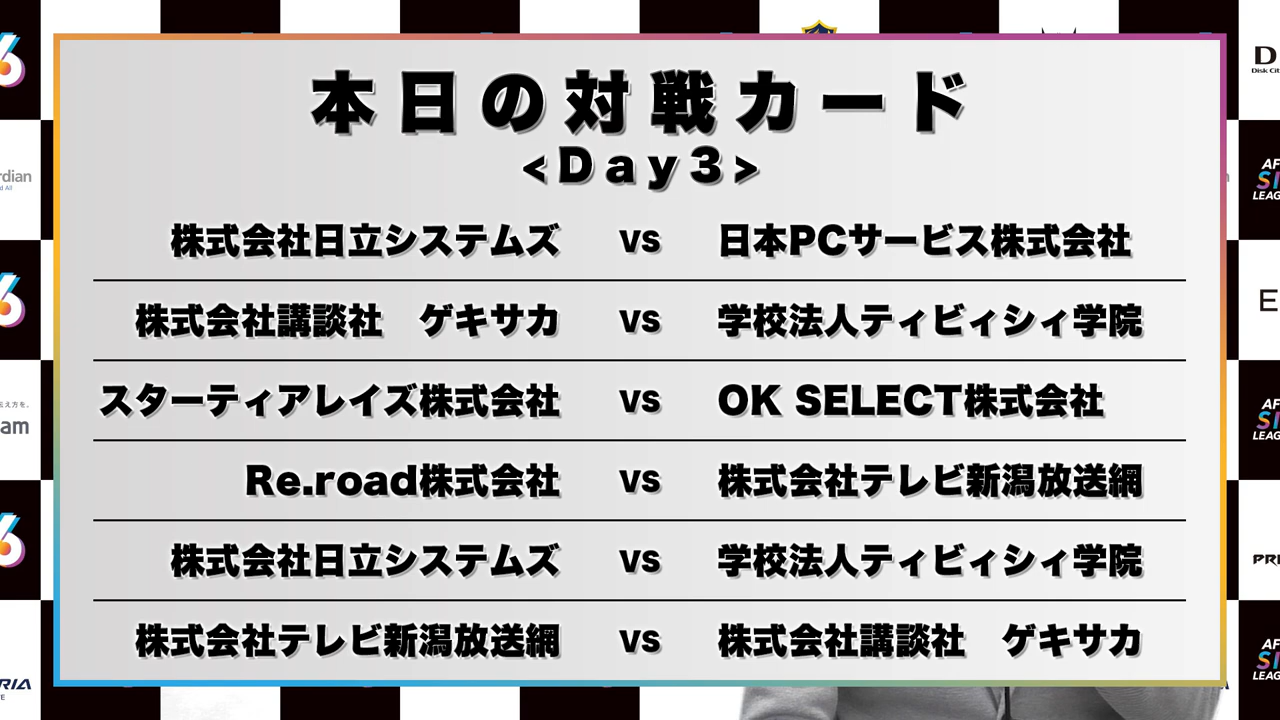 本日の対戦カード
<Day3>
株式会社日立システムズ vs 日本PCサービス株式会社
株式会社講談社　ゲキサカ vs 学校法人ティビィシィ学院
スターティアレイズ株式会社 vs OK SELECT株式会社
Re.road株式会社 vs 株式会社テレビ新潟放送網
株式会社日立システムズ vs 学校法人ティビィシィ学院
株式会社テレビ新潟放送網 vs 株式会社講談社　ゲキサカ